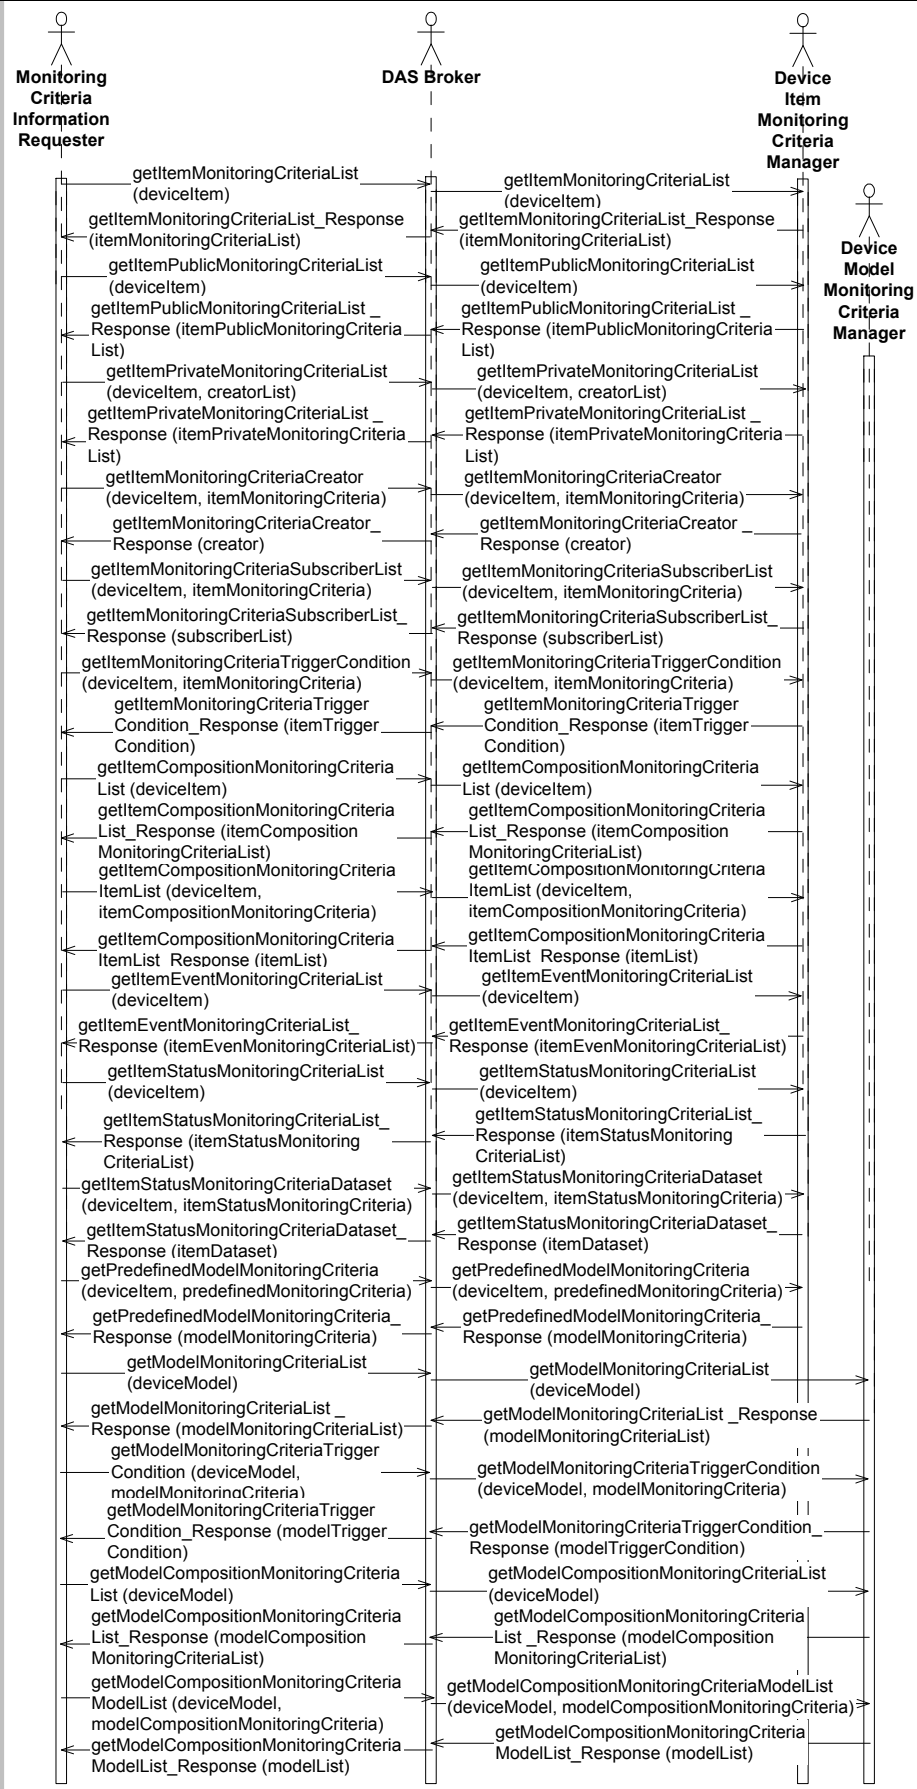 Monitoring
Criteria
Information
Requester
DAS Broker
Device
Item
Monitoring
Criteria
Manager
Device
Model
Monitoring
Criteria
Manager
getItemMonitoringCriteriaList
(deviceItem)
getItemMonitoringCriteriaList
(deviceItem)
getItemMonitoringCriteriaList_Response
(itemMonitoringCriteriaList)
getItemMonitoringCriteriaList_Response
(itemMonitoringCriteriaList)
getItemPublicMonitoringCriteriaList
(deviceItem)
getItemPublicMonitoringCriteriaList
(deviceItem)
getItemPublicMonitoringCriteriaList _
Response (itemPublicMonitoringCriteria
List)
getItemPublicMonitoringCriteriaList _
Response (itemPublicMonitoringCriteria
List)
getItemPrivateMonitoringCriteriaList
(deviceItem, creatorList)
getItemPrivateMonitoringCriteriaList
(deviceItem, creatorList)
getItemPrivateMonitoringCriteriaList _
Response (itemPrivateMonitoringCriteria
List)
getItemPrivateMonitoringCriteriaList _
Response (itemPrivateMonitoringCriteria
List)
getItemMonitoringCriteriaCreator
(deviceItem, itemMonitoringCriteria)
getItemMonitoringCriteriaCreator
(deviceItem, itemMonitoringCriteria)
getItemMonitoringCriteriaCreator_
Response (creator)
getItemMonitoringCriteriaCreator _
Response (creator)
getItemMonitoringCriteriaSubscriberList
(deviceItem, itemMonitoringCriteria)
getItemMonitoringCriteriaSubscriberList
(deviceItem, itemMonitoringCriteria)
getItemMonitoringCriteriaSubscriberList_
Response (subscriberList)
getItemMonitoringCriteriaSubscriberList_
Response (subscriberList)
getItemMonitoringCriteriaTriggerCondition
(deviceItem, itemMonitoringCriteria)
getItemMonitoringCriteriaTriggerCondition
(deviceItem, itemMonitoringCriteria)
getItemMonitoringCriteriaTrigger
Condition_Response (itemTrigger
Condition)
getItemMonitoringCriteriaTrigger
Condition_Response (itemTrigger
Condition)
getItemCompositionMonitoringCriteria
List (deviceItem)
getItemCompositionMonitoringCriteria
List (deviceItem)
getItemCompositionMonitoringCriteria
List_Response (itemComposition
MonitoringCriteriaList)
getItemCompositionMonitoringCriteria
List_Response (itemComposition
MonitoringCriteriaList)
getItemCompositionMonitoringCriteria
ItemList (deviceItem,
itemCompositionMonitoringCriteria)
getItemCompositionMonitoringCriteria
ItemList (deviceItem,
itemCompositionMonitoringCriteria)
getItemCompositionMonitoringCriteria
ItemList_Response (itemList)
getItemCompositionMonitoringCriteria
ItemList_Response (itemList)
getItemEventMonitoringCriteriaList
(deviceItem)
getItemEventMonitoringCriteriaList
(deviceItem)
getItemEventMonitoringCriteriaList_
Response (itemEvenMonitoringCriteriaList)
getItemEventMonitoringCriteriaList_
Response (itemEvenMonitoringCriteriaList)
getItemStatusMonitoringCriteriaList
(deviceItem)
getItemStatusMonitoringCriteriaList
(deviceItem)
getItemStatusMonitoringCriteriaList_
Response (itemStatusMonitoring
CriteriaList)
getItemStatusMonitoringCriteriaList_
Response (itemStatusMonitoring
CriteriaList)
getItemStatusMonitoringCriteriaDataset
(deviceItem, itemStatusMonitoringCriteria)
getItemStatusMonitoringCriteriaDataset
(deviceItem, itemStatusMonitoringCriteria)
getItemStatusMonitoringCriteriaDataset_
Response (itemDataset)
getItemStatusMonitoringCriteriaDataset_
Response (itemDataset)
getPredefinedModelMonitoringCriteria
(deviceItem, predefinedMonitoringCriteria)
getPredefinedModelMonitoringCriteria
(deviceItem, predefinedMonitoringCriteria)
getPredefinedModelMonitoringCriteria_
Response (modelMonitoringCriteria)
getPredefinedModelMonitoringCriteria_
Response (modelMonitoringCriteria)
getModelMonitoringCriteriaList
(deviceModel)
getModelMonitoringCriteriaList
(deviceModel)
getModelMonitoringCriteriaList _
Response (modelMonitoringCriteriaList)
getModelMonitoringCriteriaList _Response
(modelMonitoringCriteriaList)
getModelMonitoringCriteriaTrigger
Condition (deviceModel,
modelMonitoringCriteria)
getModelMonitoringCriteriaTriggerCondition
(deviceModel, modelMonitoringCriteria)
getModelMonitoringCriteriaTrigger
Condition_Response (modelTrigger
Condition)
getModelMonitoringCriteriaTriggerCondition_
Response (modelTriggerCondition)
getModelCompositionMonitoringCriteria
List (deviceModel)
getModelCompositionMonitoringCriteriaList
(deviceModel)
getModelCompositionMonitoringCriteria
List_Response (modelComposition
MonitoringCriteriaList)
getModelCompositionMonitoringCriteria
List _Response (modelComposition
MonitoringCriteriaList)
getModelCompositionMonitoringCriteria
ModelList (deviceModel,
modelCompositionMonitoringCriteria)
getModelCompositionMonitoringCriteriaModelList
(deviceModel, modelCompositionMonitoringCriteria)
getModelCompositionMonitoringCriteria
ModelList_Response (modelList)
getModelCompositionMonitoringCriteria
ModelList_Response (modelList)